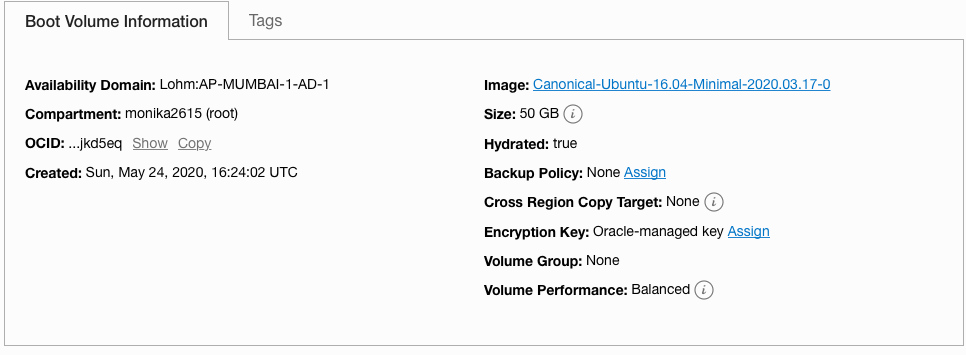 Boot Volume Information
Tags
Availability Domain: Lohm:AP-MUMBAI-1-AD-1
Compartment: monika2615 (root)
OCID: ...jkd5eq Show Copy
Created: Sun, May 24, 2020, 16:24:02 UTC
Image: Canonical-Ubuntu-16.04-Minimal-2020.03.17-0
Size: 50 GB i
Hydrated: true
Backup Policy: None Assign
Cross Region Copy Target: None i
Encryption Key: Oracle-managed key Assign
Volume Group: None
Volume Performance: Balanced i